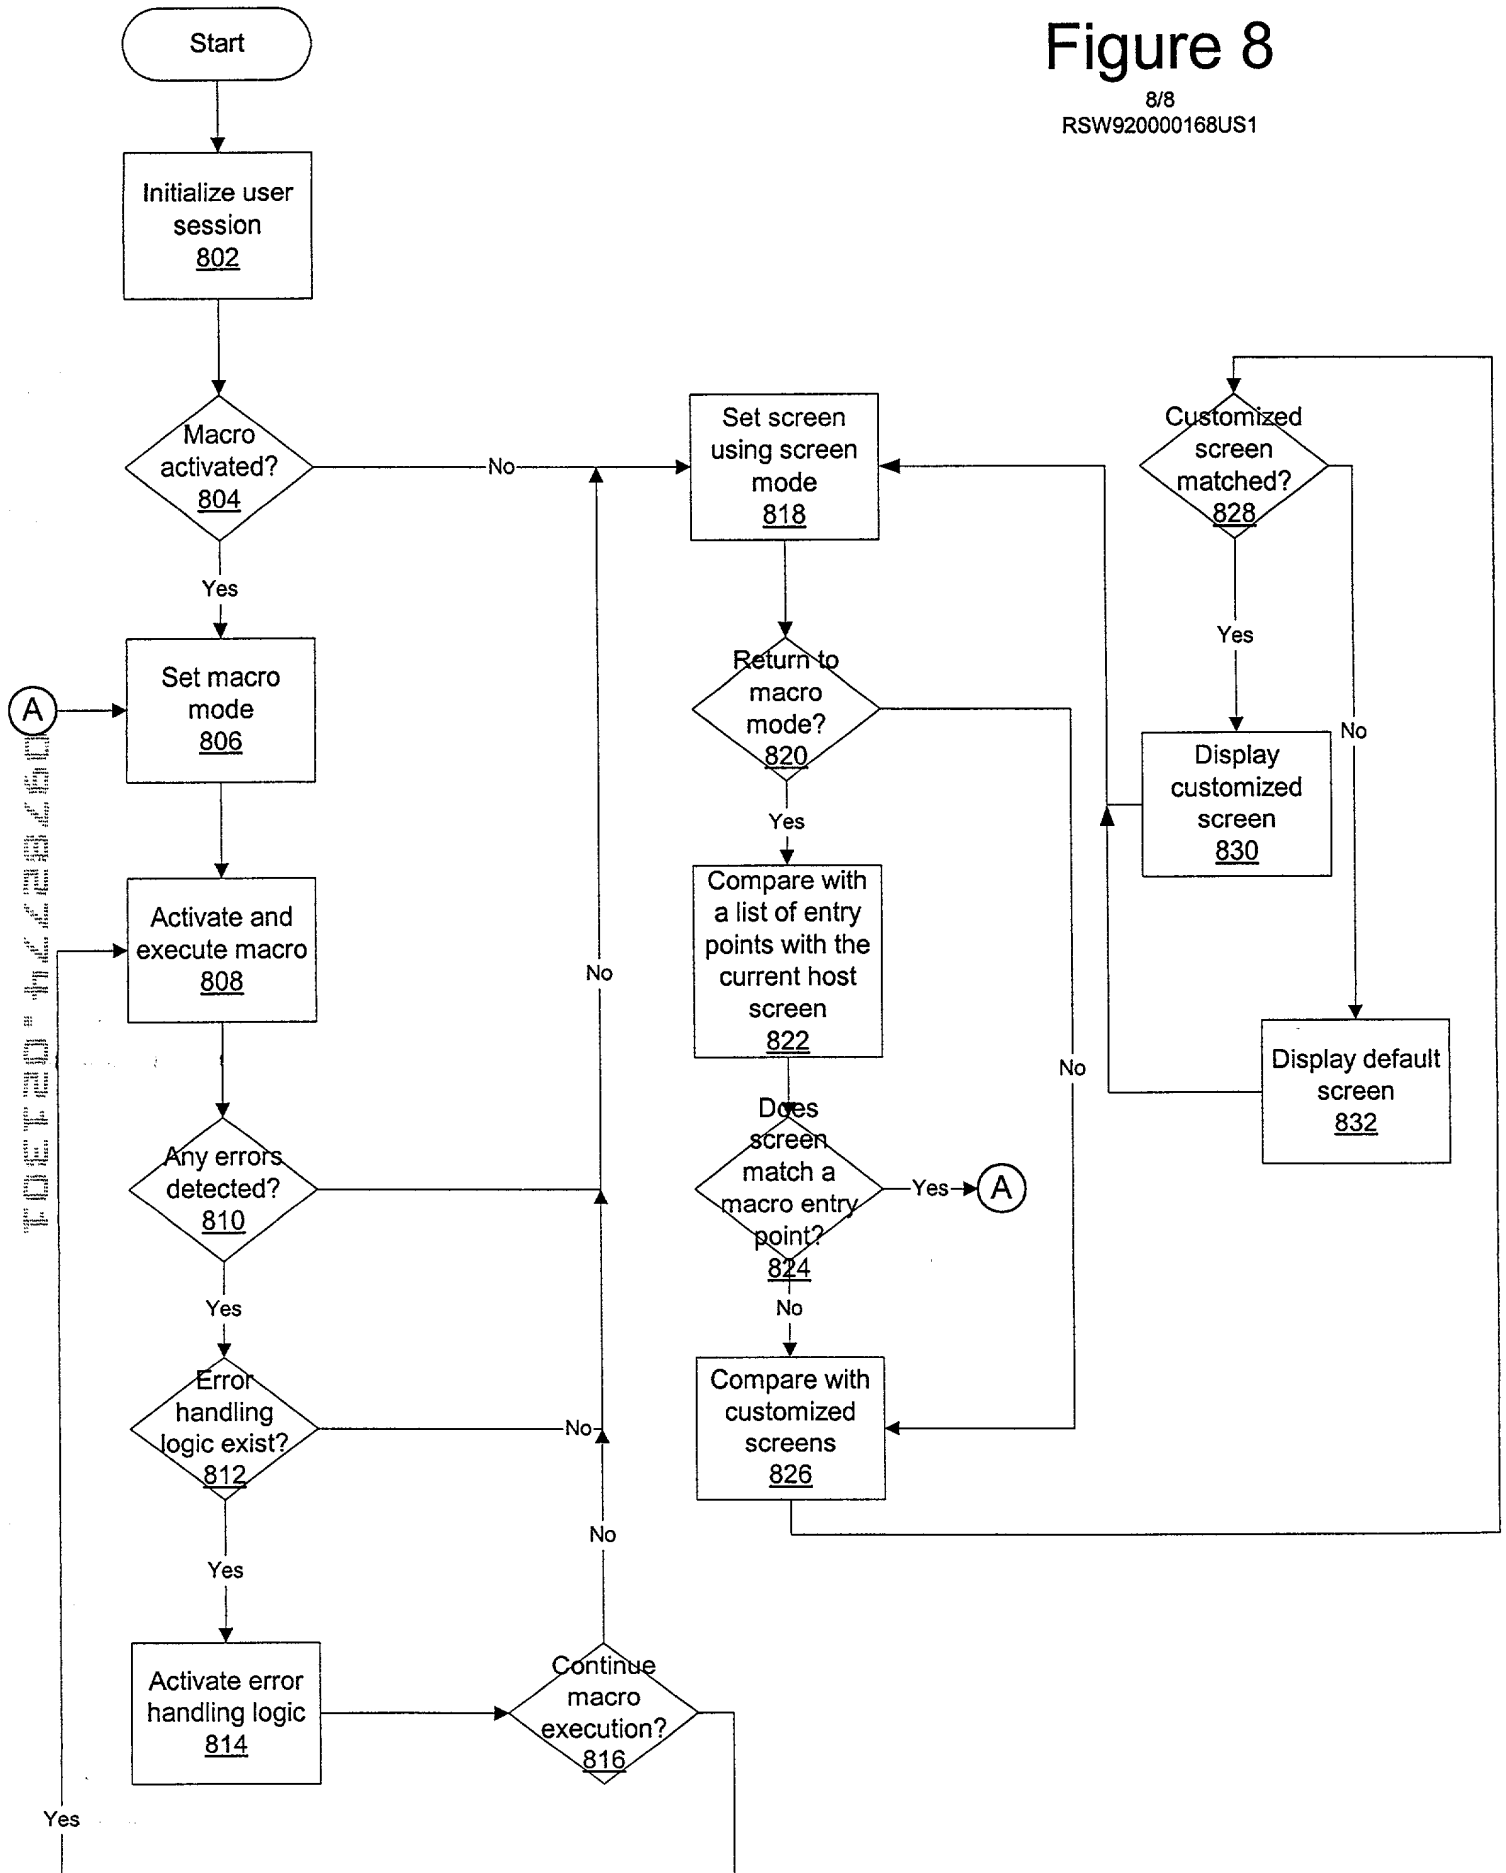 Figure 8
8/8
RSW920000168US1
Start
Initialize user
session
802
Macro
activated?
804
No
Yes
Set macro
mode
806
A
Activate and
execute macro
808
Any errors
detected?
810
No
Yes
Error
handling
logic exist?
812
No
Yes
Activate error
handling logic
814
Continue
macro
execution?
816
No
Yes
Set screen
using screen
mode
818
Return to
macro
mode?
820
No
Yes
Compare with
a list of entry
points with the
current host
screen
822
Does
screen
match a
macro entry
point?
824
Yes
A
No
Compare with
customized
screens
826
Customized
screen
matched?
828
Yes
No
Display
customized
screen
830
Display default
screen
832